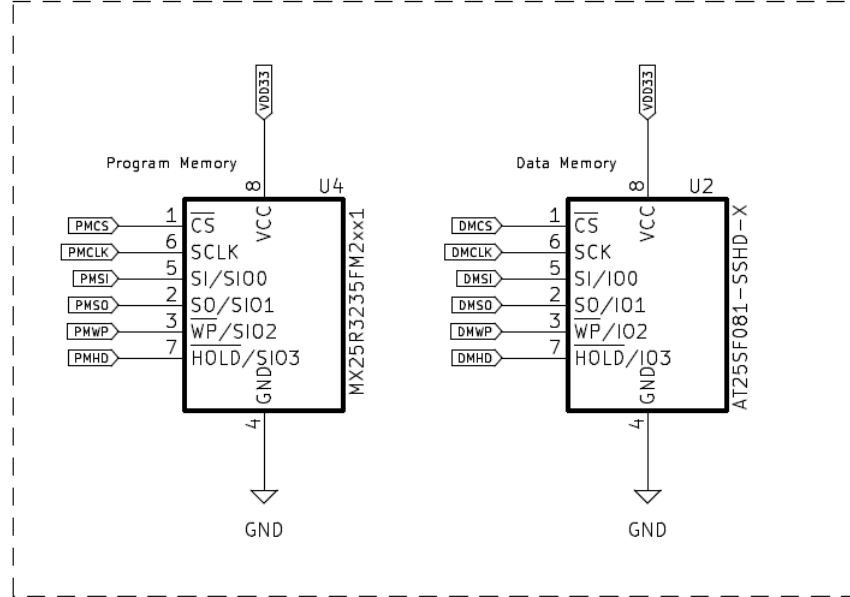 VDD33
VDD33
Program Memory
Data Memory
8
U4
8
U2
PMCS
1
CS
VCC
PMCLK
6
SCLK
PMSI
5
SI/SIO0
PMSO
2
SO/SIO1
PMWP
3
WP/SIO2
PMHD
7
HOLD/SIO3
GND
4
MX25R3235FM2xx1
GND
DMCS
1
CS
VCC
DMCLK
6
SCK
DMSI
5
SI/IO0
DMSO
2
SO/IO1
DMWP
3
WP/IO2
DMHD
7
HOLD/IO3
GND
4
AT25SF081-SSHD-X
GND